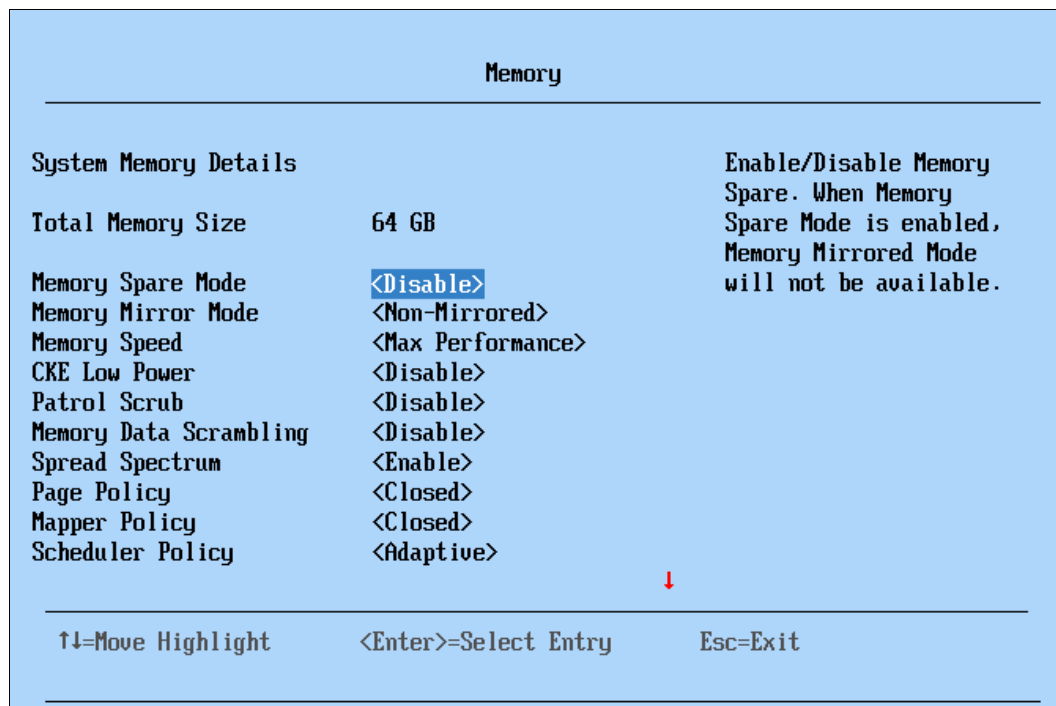 Memory
System Memory Details
Total Memory Size 64 GB
Memory Spare Mode <Disable>
Memory Mirror Mode <Non-Mirrored>
Memory Speed <Max Performance>
CKE Low Power <Disable>
Patrol Scrub <Disable>
Memory Data Scrambling <Disable>
Spread Spectrum <Enable>
Page Policy <Closed>
Mapper Policy <Closed>
Scheduler Policy <Adaptive>
Enable/Disable Memory
Spare. When Memory
Spare Mode is enabled,
Memory Mirrored Mode
will not be available.
↓
↑↓=Move Highlight <Enter>=Select Entry Esc=Exit